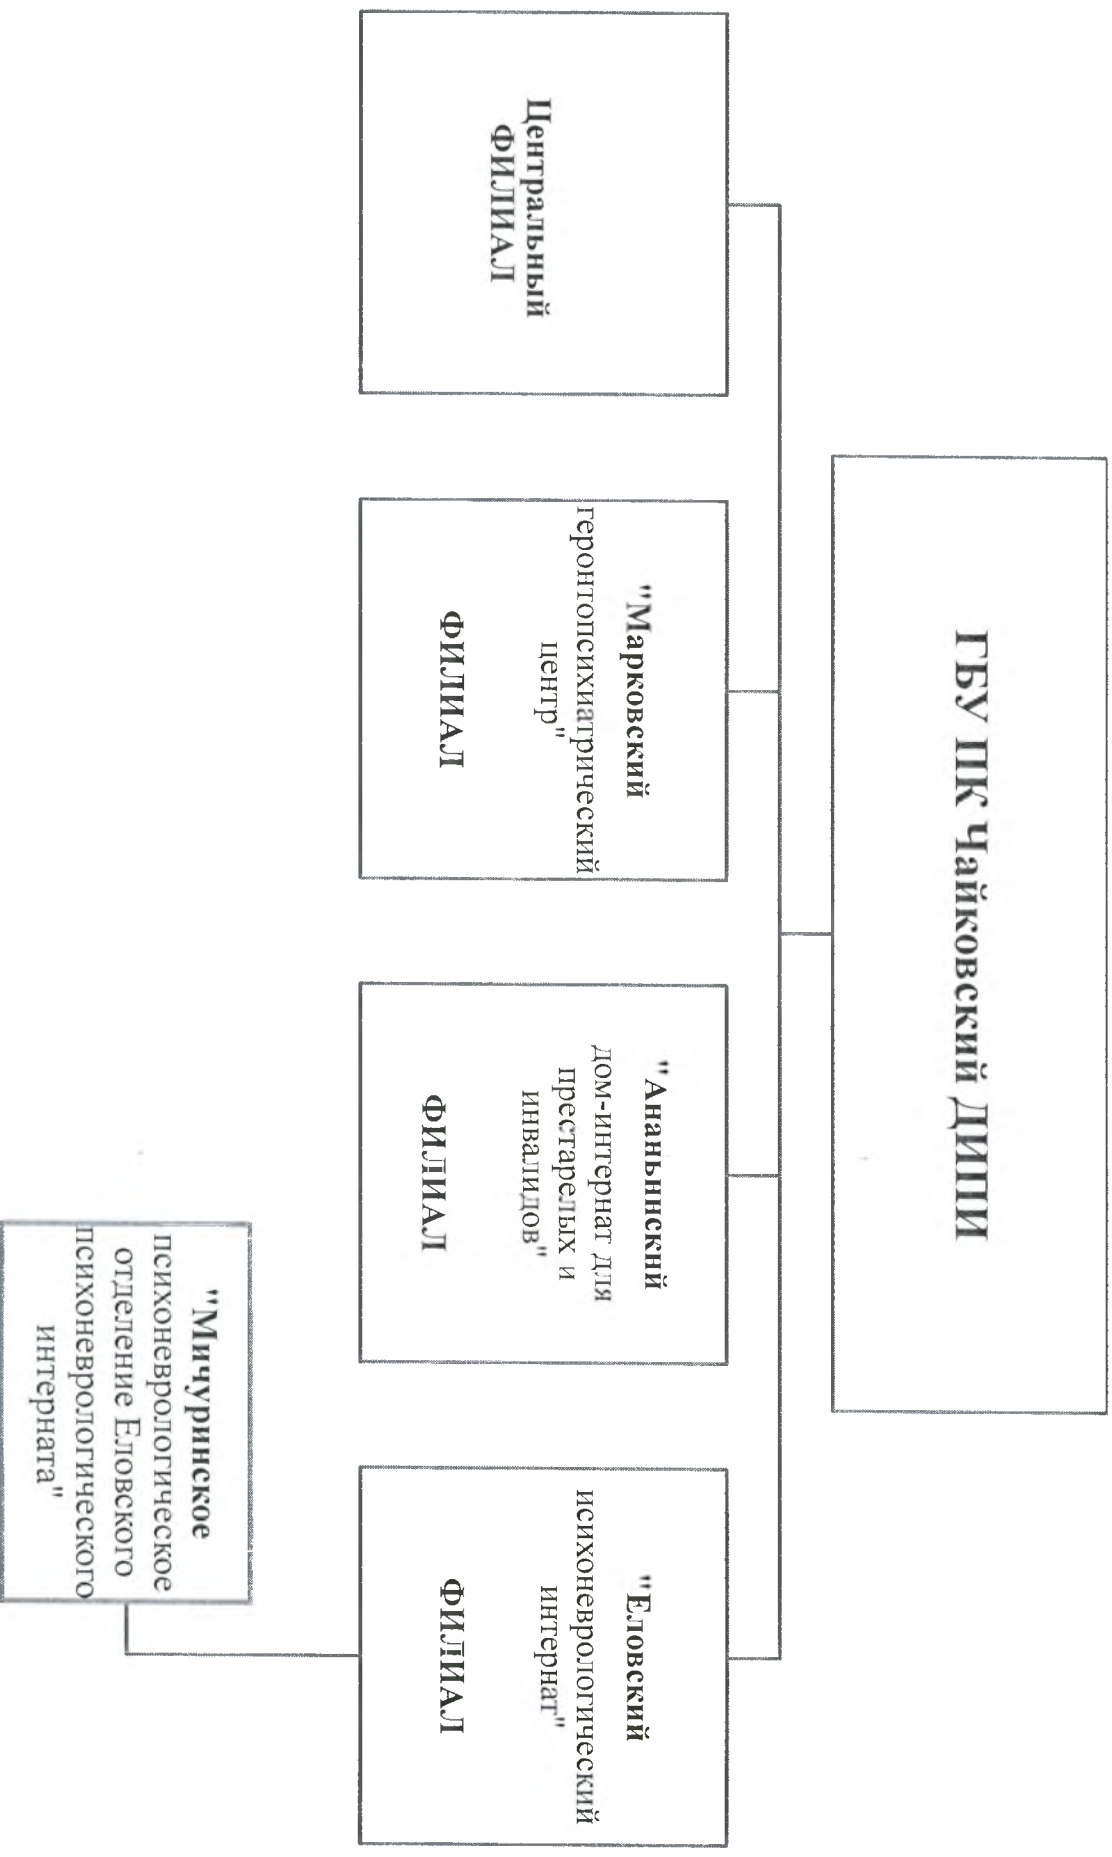 ГБУ ПК Чайковский ДИПИ
Центральный
ФИЛИАЛ
"Марковский
геронтопсихиатрический
центр"
ФИЛИАЛ
"Ананьинский
дом-интернат для
престарелых и
инвалидов"
ФИЛИАЛ
"Еловский
психоневрологический
интернат"
ФИЛИАЛ
"Мичуринское
психоневрологическое
отделение Еловского
психоневрологического
интерната"